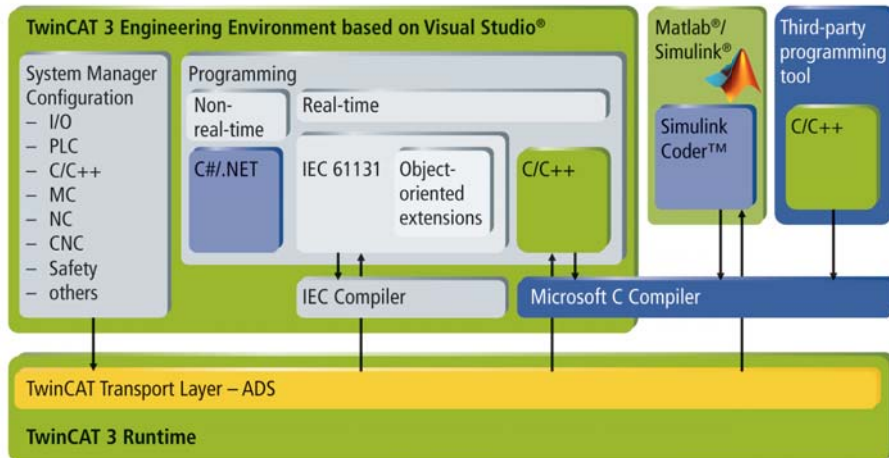 TwinCAT 3 Engineering Environment based on Visual Studio®
System Manager
Configuration
– I/O
– PLC
– C/C++
– MC
– NC
– CNC
– Safety
– others
Programming
Non-
real-time
Real-time
C#/.NET
IEC 61131
Object-
oriented
extensions
C/C++
IEC Compiler
Microsoft C Compiler
Matlab®/
Simulink®
Simulink
Coder™
Third-party
programming
tool
C/C++
TwinCAT Transport Layer – ADS
TwinCAT 3 Runtime